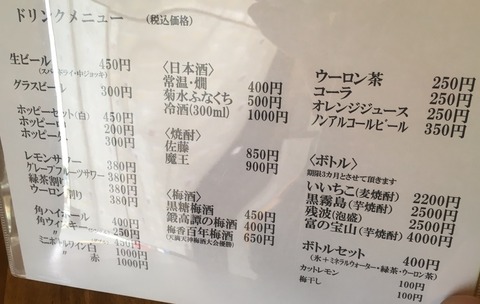 ドリンクメニュー (税込価格)
生ビール 450円
(スーパードライ・中ジョッキ)
グラスビール 300円
ホッピーセット(白) 450円
ホッピー 200円
ホッピー 300円
レモンサワー 380円
グレープフルーツサワー 380円
緑茶割り 380円
ウーロン 割り 380円
角ハイボール 400円
角ウイスキー 250円
ミニボトルワイン白 1000円
赤 1000円
〈日本酒〉
常温・燗 400円
菊水ふなくち 500円
冷酒(300ml) 1000円
〈焼酎〉
佐藤 850円
魔王 900円
〈梅酒〉
黒糖梅酒 450円
最高潭の梅酒 400円
梅香百年梅酒 650円
(天満天神梅酒大会優勝)
ウーロン茶 250円
コーラ 250円
オレンジジュース 250円
ノンアルコールビール 350円
〈ボトル〉
期限3カ月とさせて頂きます
いいちこ(麦焼酎) 2200円
黒霧島(芋焼酎) 2500円
残波(泡盛) 2500円
富の宝山(芋焼酎) 4000円
ボトルセット 400円
(氷+ミネラルウォーター・緑茶・ウーロン茶)
カットレモン 100円
梅干し 100円